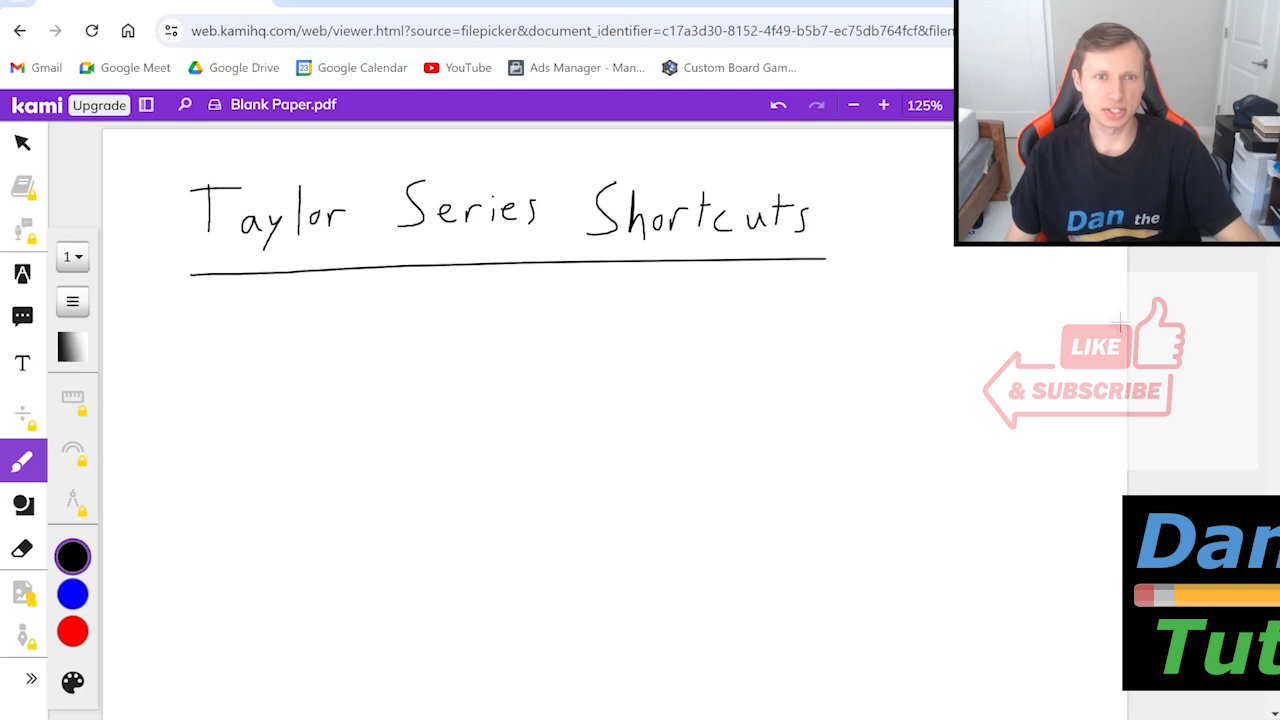 web.kamihq.com/web/viewer.html?source=filepicker&document_identifier=c17a3d30-8152-4f49-b5b7-ec75db764fcf&filen
Gmail Google Meet Google Drive 23 Google Calendar YouTube Ads Manager - Man... Custom Board Gam...
kami Upgrade Blank Paper.pdf 125%
Dan the
Taylor Series Shortcuts
1
T
LIKE
& SUBSCRIBE
Dan
Tut